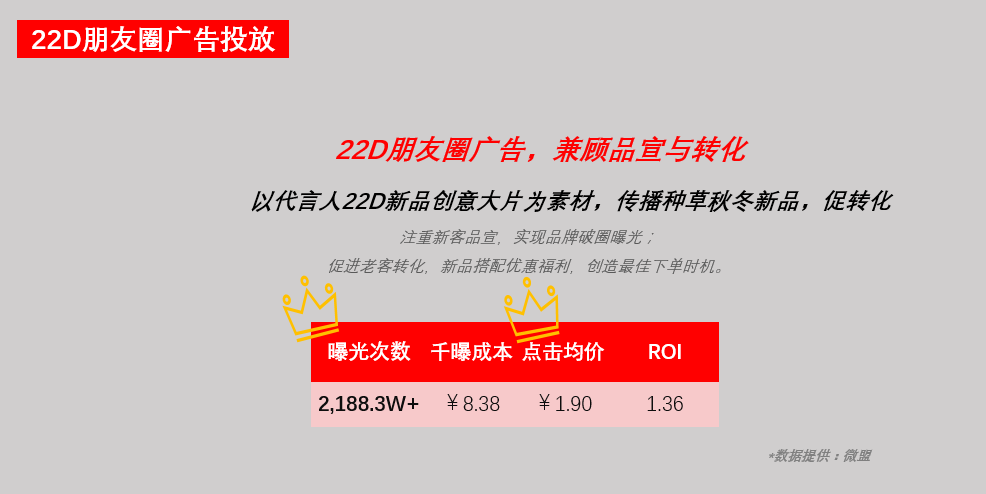 22D朋友圈广告投放
22D朋友圈广告，兼顾品宣与转化
以代言人22D新品创意大片为素材，传播种草秋冬新品，促转化
注重新客品宣，实现品牌破圈曝光；
促进老客转化，新品搭配优惠福利，创造最佳下单时机。
曝光次数 千曝成本 点击均价 ROI
2,188.3W+ ￥8.38 ￥1.90 1.36
*数据提供：微盟